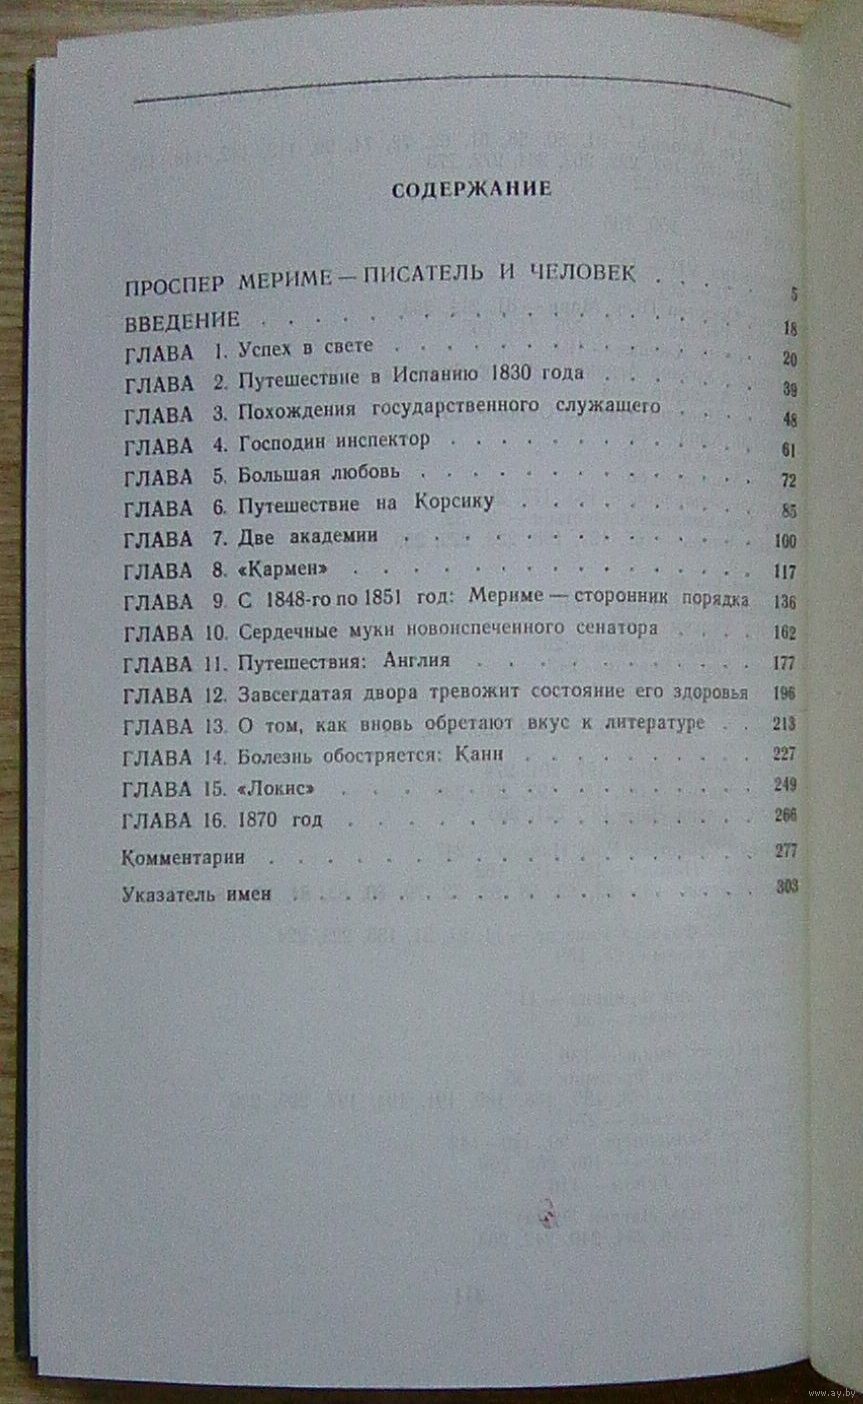 СОДЕРЖАНИЕ
ПРОСПЕР МЕРИМЕ — ПИСАТЕЛЬ И ЧЕЛОВЕК . . . . . 5
ВВЕДЕНИЕ . . . . . . . . . . . . . . . . . . 18
ГЛАВА 1. Успех в свете . . . . . . . . . . . . . . 20
ГЛАВА 2. Путешествие в Испанию 1830 года . . . . . . 39
ГЛАВА 3. Похождения государственного служащего . . . . 48
ГЛАВА 4. Господин инспектор . . . . . . . . . . . . 61
ГЛАВА 5. Большая любовь . . . . . . . . . . . . . 72
ГЛАВА 6. Путешествие на Корсику . . . . . . . . . 85
ГЛАВА 7. Две академии . . . . . . . . . . . . . 100
ГЛАВА 8. «Кармен» . . . . . . . . . . . . . . . 117
ГЛАВА 9. С 1848-го по 1851 год: Мериме — сторонник порядка 136
ГЛАВА 10. Сердечные муки новоиспеченного сенатора . . . . 162
ГЛАВА 11. Путешествия: Англия . . . . . . . . . . . 177
ГЛАВА 12. Завсегдатая двора тревожит состояние его здоровья 196
ГЛАВА 13. О том, как вновь обретают вкус к литературе . . 213
ГЛАВА 14. Болезнь обостряется: Канн . . . . . . . . . 227
ГЛАВА 15. «Локис» . . . . . . . . . . . . . . . . 249
ГЛАВА 16. 1870 год . . . . . . . . . . . . . . . 266
Комментарии . . . . . . . . . . . . . . . . . . 277
Указатель имен . . . . . . . . . . . . . . . . . 303
www.ay.by